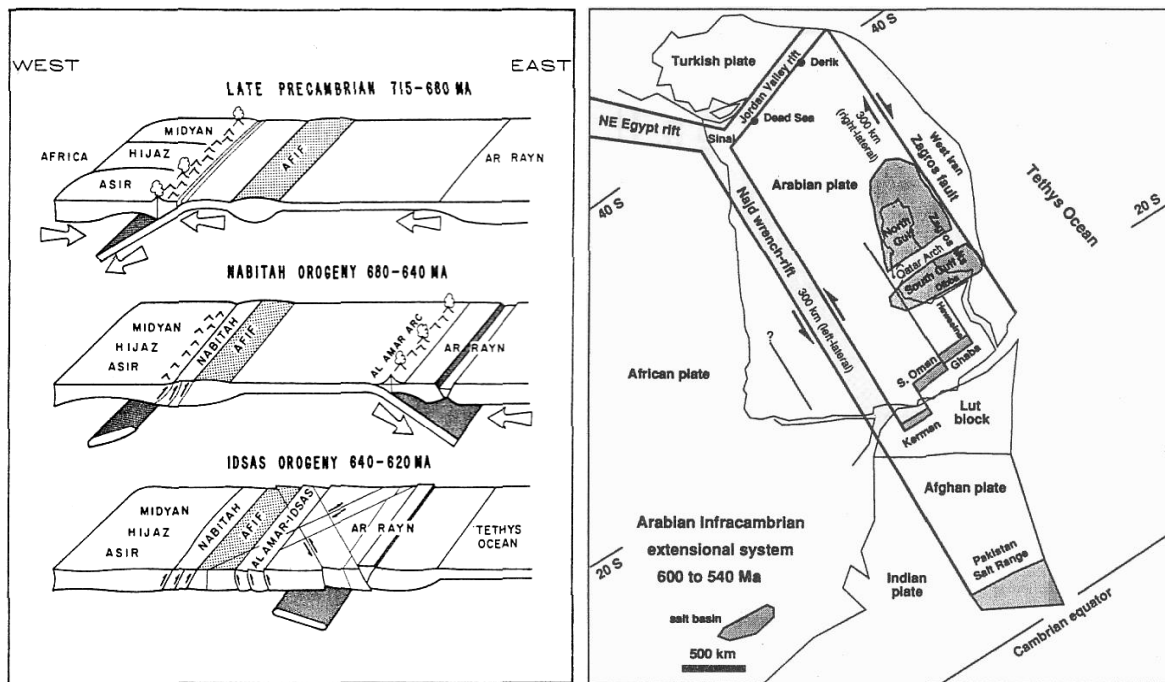 WEST
EAST
LATE PRECAMBRIAN 715-680 MA
MIDYAN
AFRICA
HIJAZ
ASIR
AFIF
AR RAYN
NABITAH OROGENY 680-640 MA
MIDYAN
HIJAZ
ASIR
NABITAH
AFIF
AL AMAR ARC
AR RAYN
IDSAS OROGENY 640-620 MA
MIDYAN
HIJAZ
ASIR
NABITAH
AFIF
AL AMAR-IDSAS
AR RAYN
TETHYS
OCEAN
40 S
Turkish plate
Jordan Valley rift
Derik
Dead Sea
NE Egypt rift
Sinai
300 km
(right-lateral)
West Iran
Zagros fault
Tethys Ocean
20 S
40 S
Arabian plate
Najd wrench-rift
North
Gulf
Zagros
Qatar Arch
South Gulf
Dibba
Hawasina
300 km (left-lateral)
?
African plate
S. Oman
Ghaba
Kerman
Lut
block
Afghan plate
Arabian Infracambrian
extensional system
600 to 540 Ma
Pakistan
Salt Range
20 S
Indian
plate
salt basin
500 km
Cambrian equator